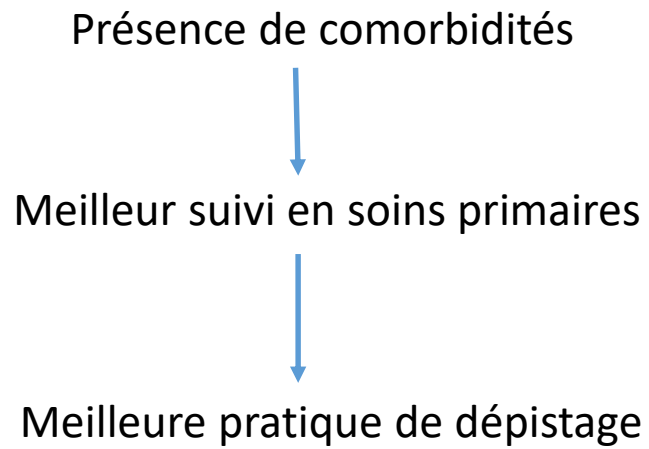 Présence de comorbidités
Meilleur suivi en soins primaires
Meilleure pratique de dépistage